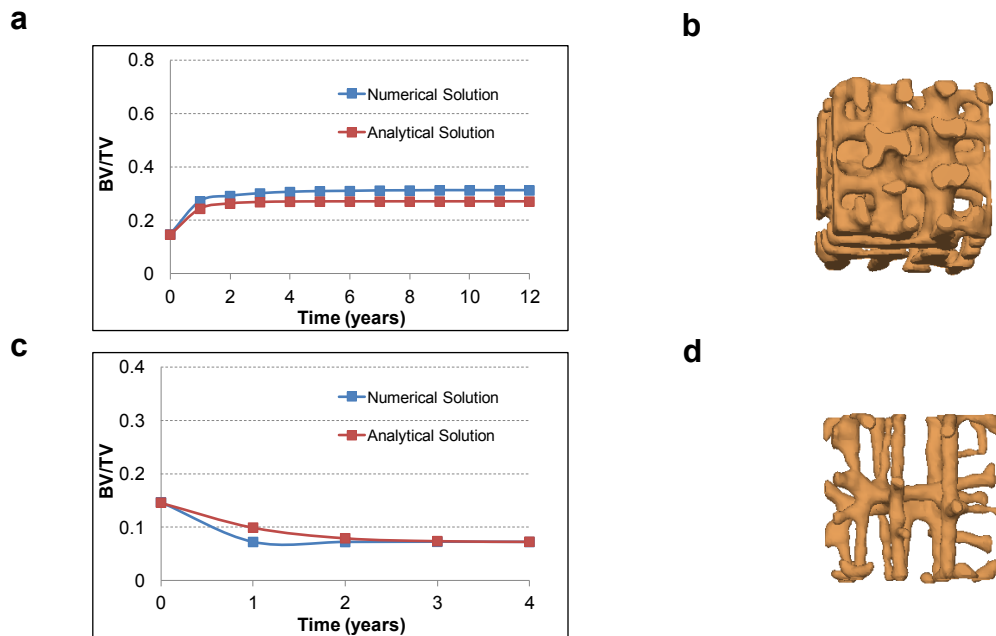 a
b
0.8
0.6
0.4
0.2
0
BV/TV
Numerical Solution
Analytical Solution
0 2 4 6 8 10 12
Time (years)
c
d
0.4
0.3
0.2
0.1
0
BV/TV
Numerical Solution
Analytical Solution
0 1 2 3 4
Time (years)